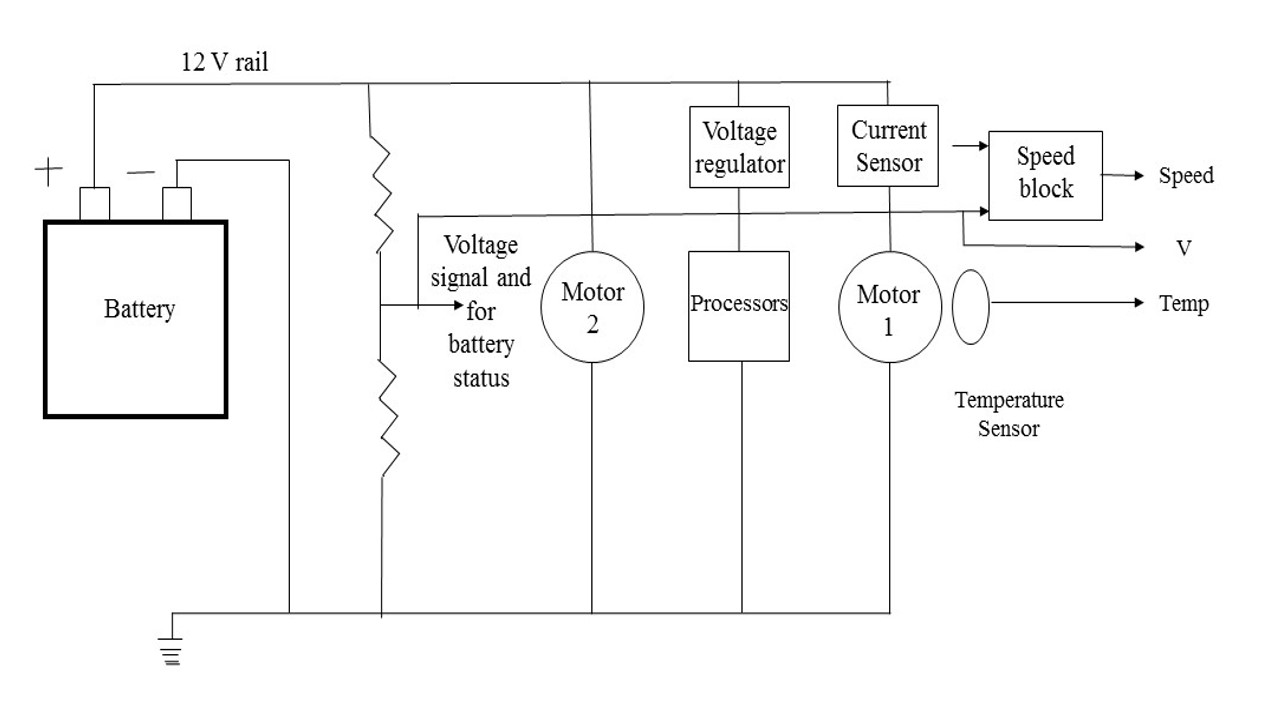 12 V rail
+
—
Battery
Voltage
signal and
for
battery
status
Motor
2
Voltage
regulator
Processors
Current
Sensor
Motor
1
Speed
block
Speed
V
Temp
Temperature
Sensor